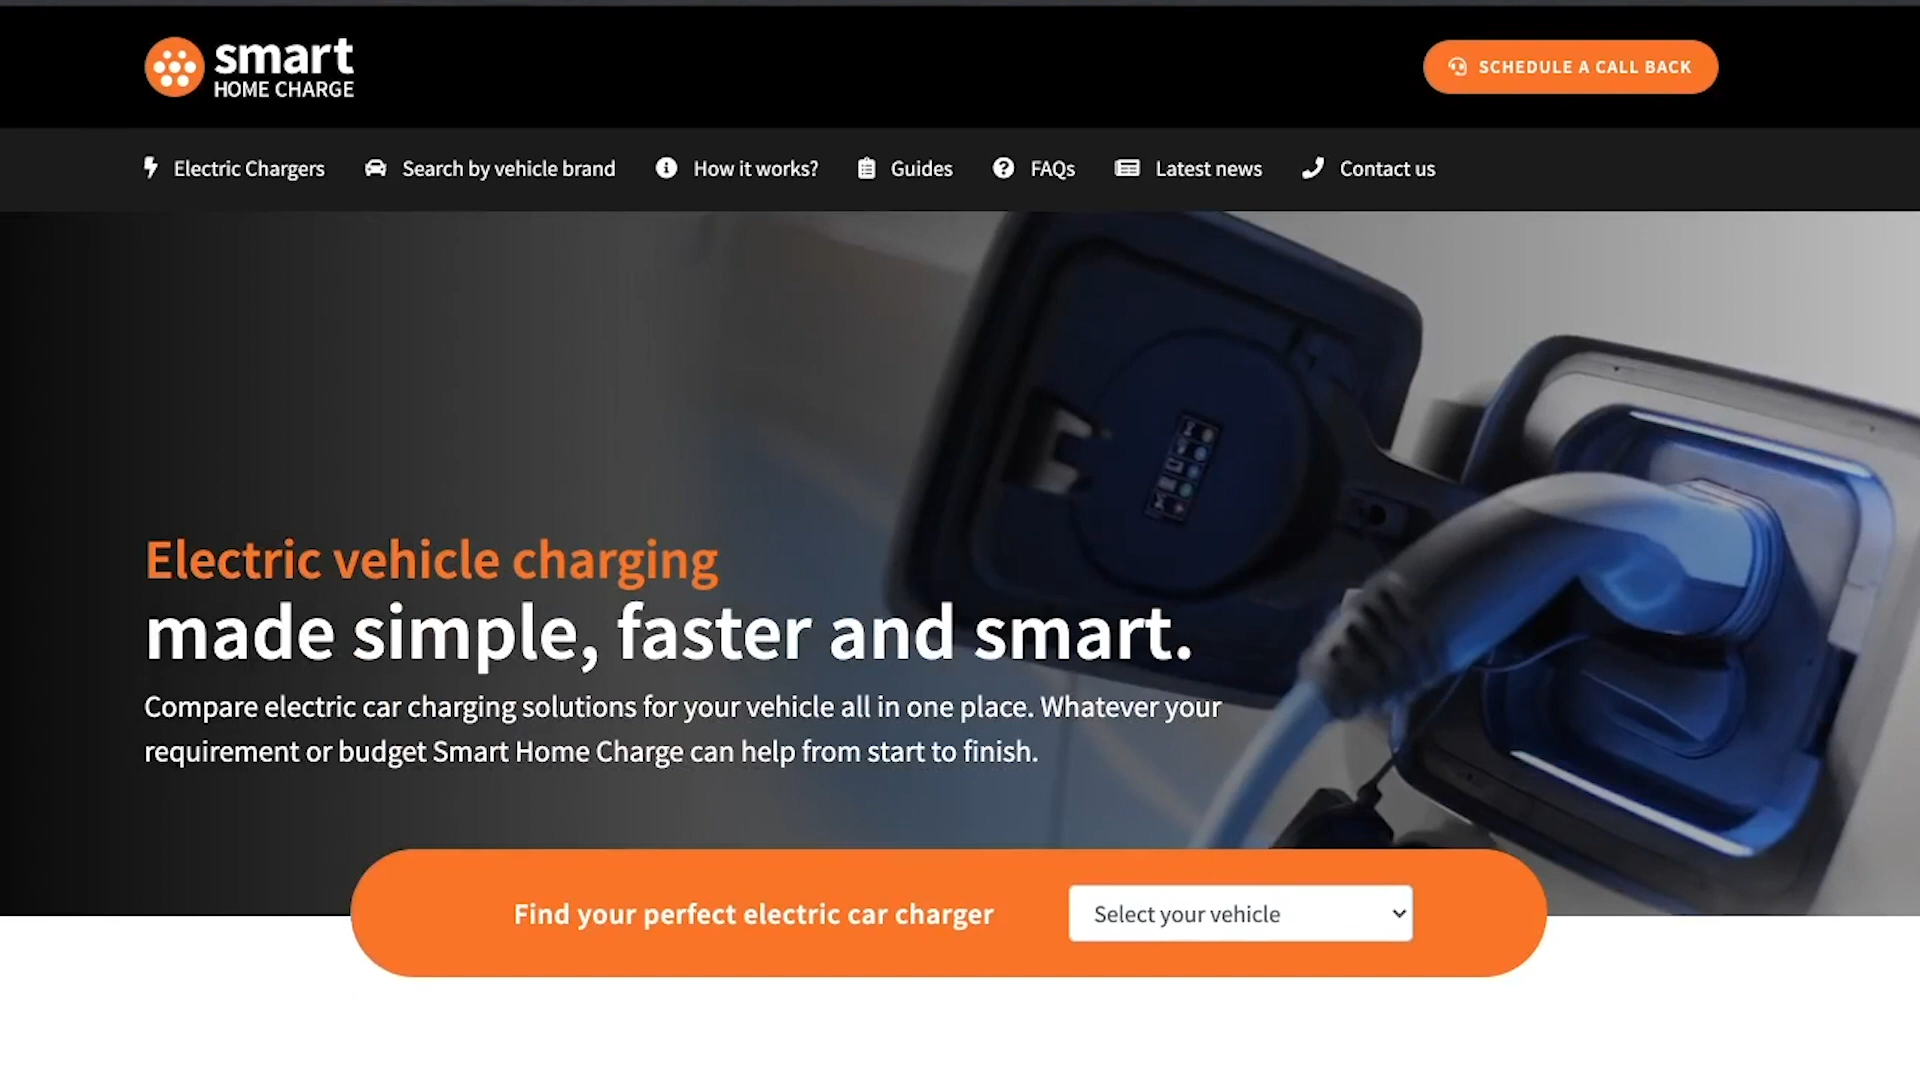 smart
HOME CHARGE
SCHEDULE A CALL BACK
Electric Chargers
Search by vehicle brand
How it works?
Guides
FAQs
Latest news
Contact us
Electric vehicle charging
made simple, faster and smart.
Compare electric car charging solutions for your vehicle all in one place. Whatever your
requirement or budget Smart Home Charge can help from start to finish.
Find your perfect electric car charger
Select your vehicle